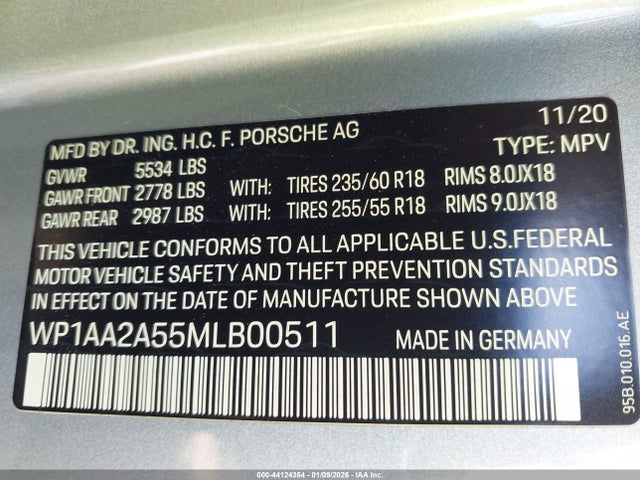 MFD BY DR. ING. H.C. F. PORSCHE AG 11/20
GVWR 5534 LBS TYPE: MPV
GAWR FRONT 2778 LBS WITH: TIRES 235/60 R18 RIMS 8.0JX18
GAWR REAR 2987 LBS WITH: TIRES 255/55 R18 RIMS 9.0JX18
THIS VEHICLE CONFORMS TO ALL APPLICABLE U.S.FEDERAL
MOTOR VEHICLE SAFETY AND THEFT PREVENTION STANDARDS
IN EFFECT ON THE DATE OF MANUFACTURE SHOWN ABOVE
WP1AA2A55MLB00511 MADE IN GERMANY
95B.010.016.AE
000-44124354 | 01/09/2026 | IAA Inc.